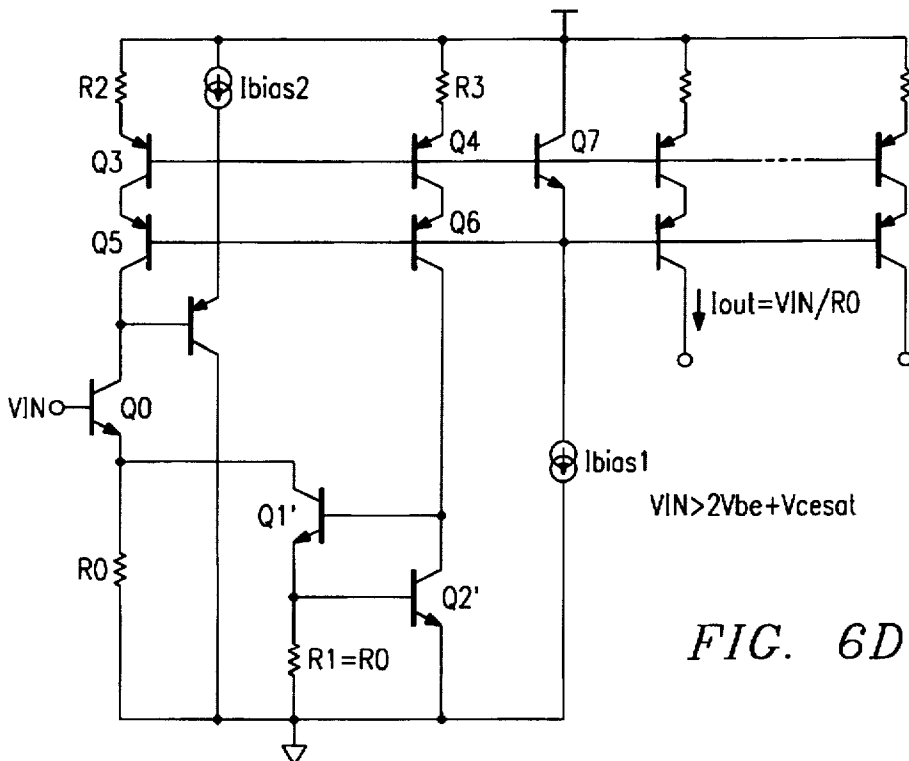 R2
Ibias2
R3
Q3
Q4
Q7
Q5
Q6
Iout=VIN/R0
VIN
Q0
Ibias1
VIN>2Vbe+Vcesat
Q1'
R0
Q2'
R1=R0
FIG. 6D